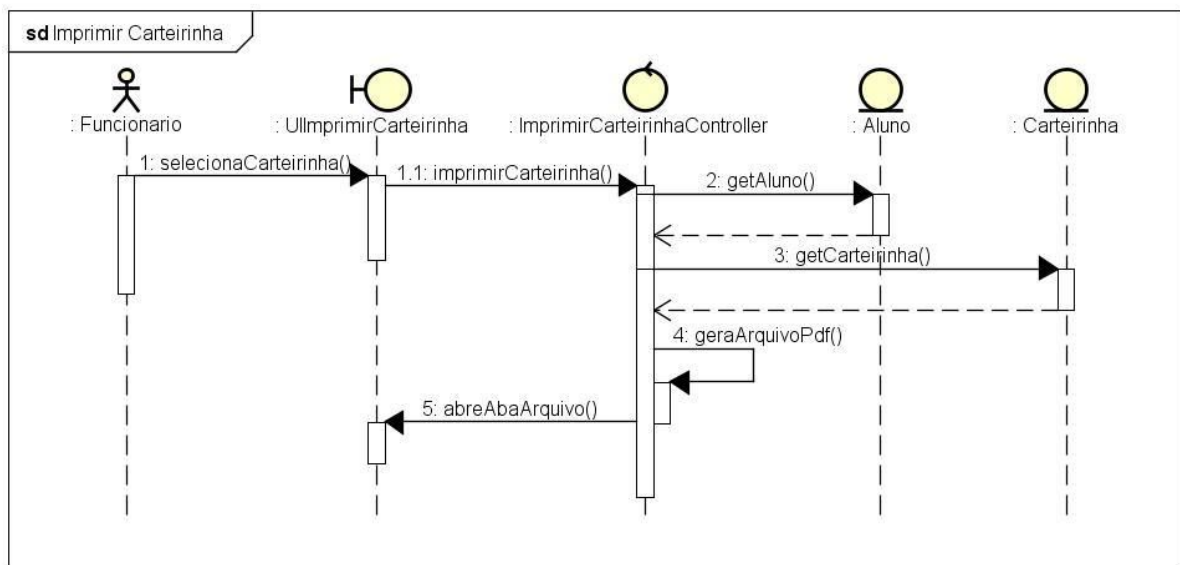 sd Imprimir Carteirinha
: Funcionario
: UIImprimirCarteirinha
: ImprimirCarteirinhaController
: Aluno
: Carteirinha
1: selecionaCarteirinha()
1.1: imprimirCarteirinha()
2: getAluno()
3: getCarteirinha()
4: geraArquivoPdf()
5: abreAbaArquivo()